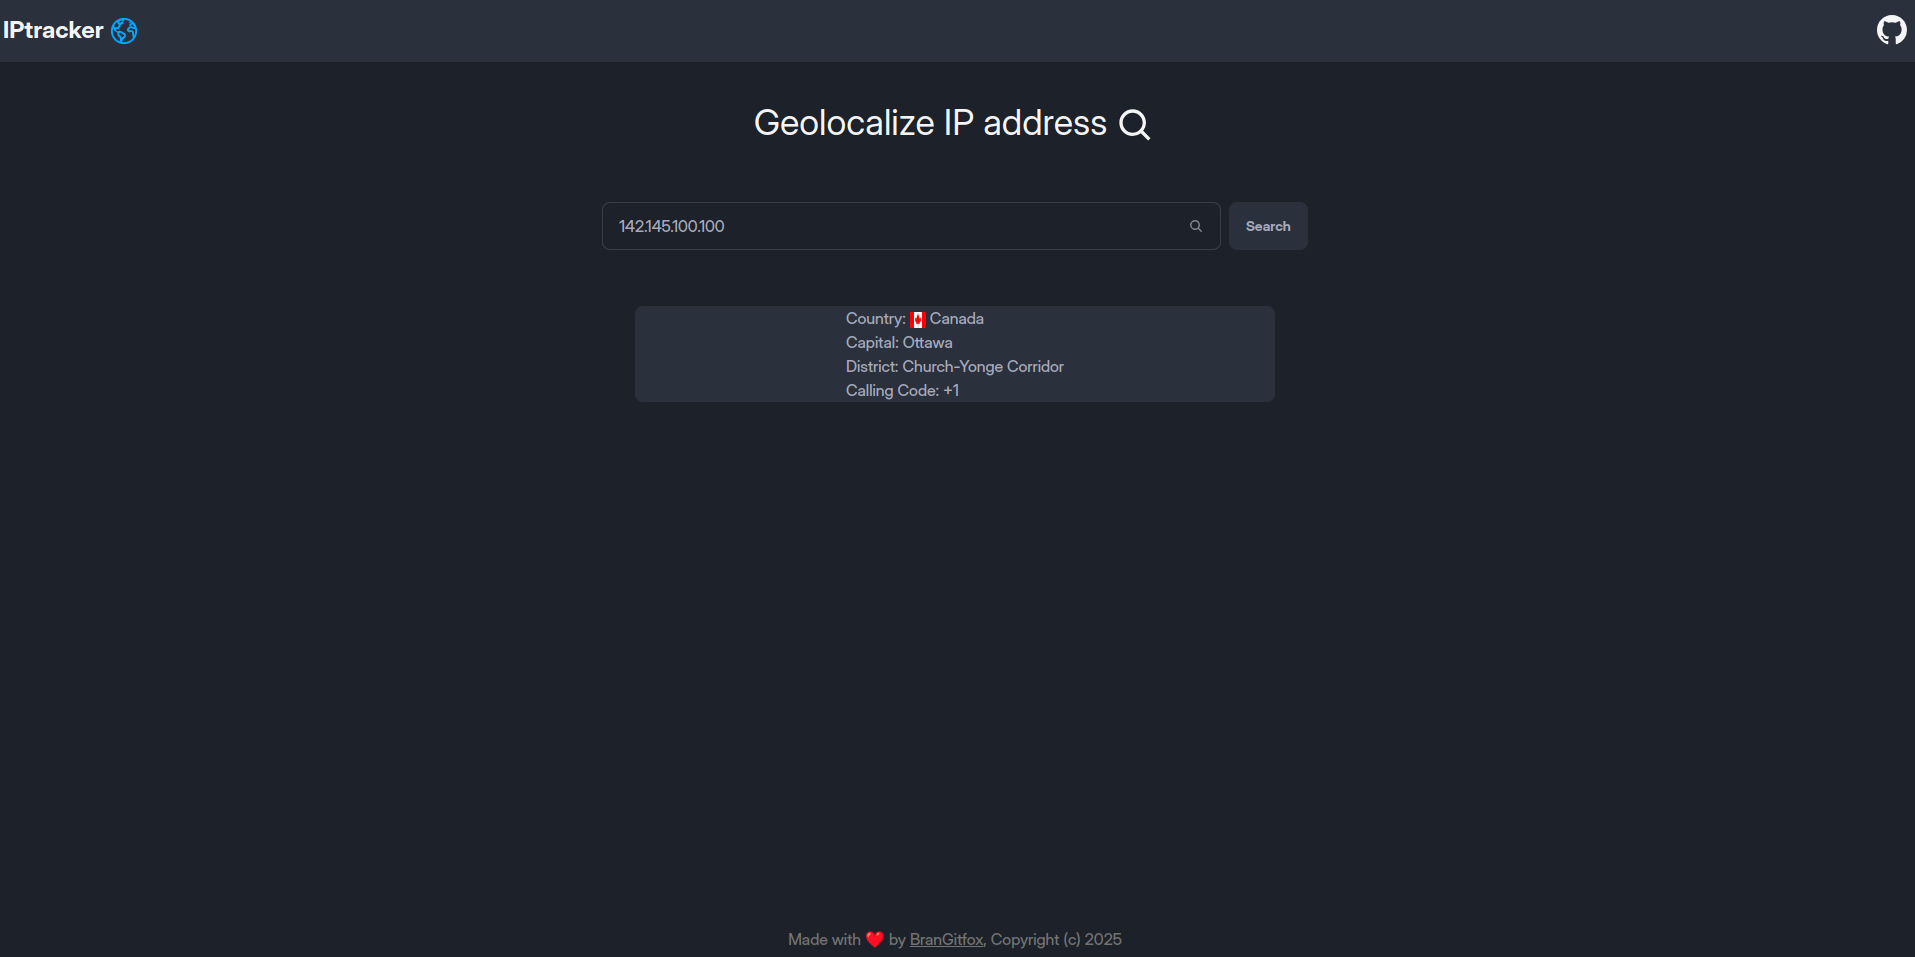 IPtracker
Geolocalize IP address
142.145.100.100
Search
Country: 🇨🇦 Canada
Capital: Ottawa
District: Church-Yonge Corridor
Calling Code: +1
Made with ❤️ by BranGitfox, Copyright (c) 2025